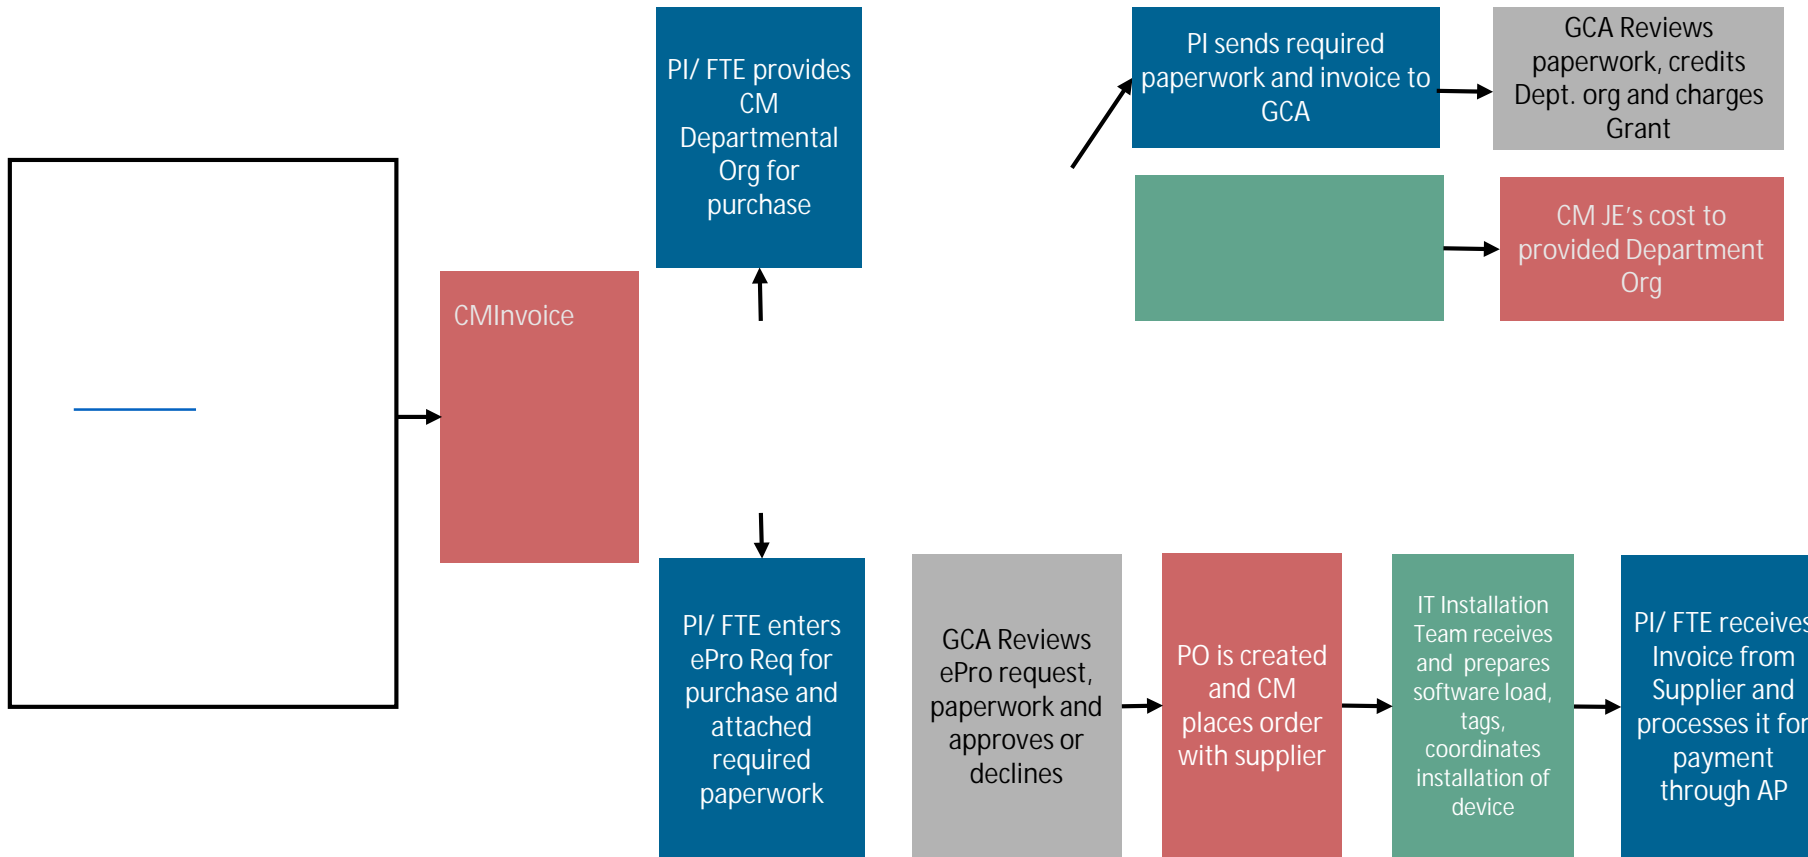 PI/ FTE provides
CM
Departmental
Org for
purchase
PI sends required
paperwork and invoice to
GCA
GCA Reviews
paperwork, credits
Dept. org and charges
Grant
CM JE's cost to
provided Department
Org
CMInvoice
PI/ FTE enters
ePro Req for
purchase and
attached
required
paperwork
GCA Reviews
ePro request,
paperwork and
approves or
declines
PO is created
and CM
places order
with supplier
IT Installation
Team receives
and prepares
software load,
tags,
coordinates
installation of
device
PI/ FTE receives
Invoice from
Supplier and
processes it for
payment
through AP